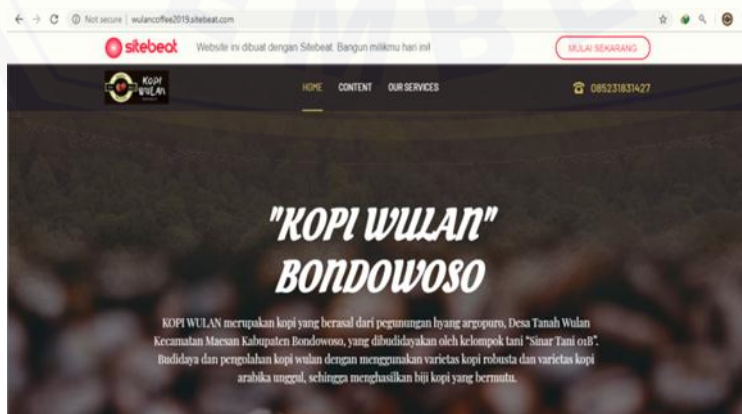 Not secure | wulancoffee2019.sitebeat.com
sitebeat Website ini dibuat dengan Sitebeat. Bangun milikmu hari ini! MULAI SEKARANG
KOPI WULAN
HOME CONTENT OUR SERVICES 085231831427
"KOPI WULAN"
BONDOWOSO
KOPI WULAN merupakan kopi yang berasal dari pegunungan hyang argopuro, Desa Tanah Wulan
Kecamatan Maesan Kabupaten Bondowoso, yang dibudidayakan oleh kelompok tani "Sinar Tani 01B".
Budidaya dan pengolahan kopi wulan dengan menggunakan varietas kopi robusta dan varietas kopi
arabika unggul, sehingga menghasilkan biji kopi yang bermutu.